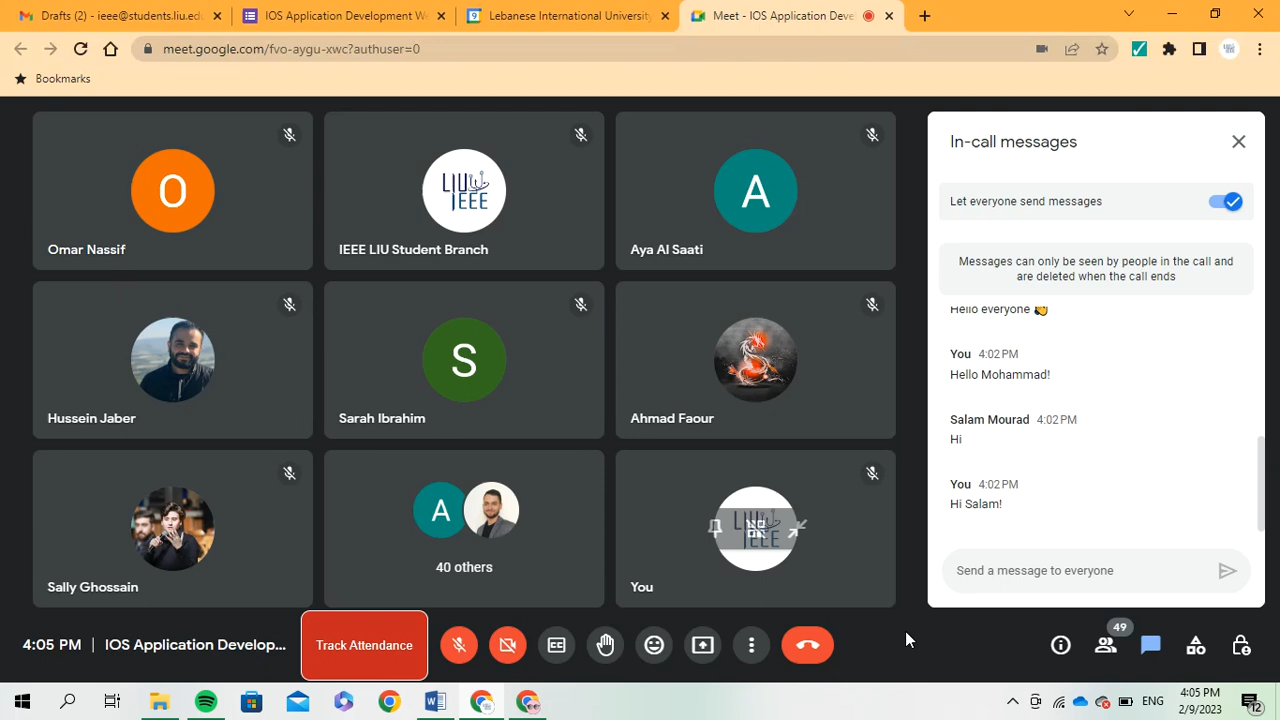 Drafts (2) - ieee@students.liu.edu
IOS Application Development W
Lebanese International University
Meet - IOS Application Deve
meet.google.com/fvo-aygu-xwc?authuser=0
Bookmarks
O
Omar Nassif
LIU IEEE
IEEE LIU Student Branch
A
Aya Al Saati
Hussein Jaber
S
Sarah Ibrahim
Ahmad Faour
Sally Ghossain
A
40 others
LIU
You
In-call messages
Let everyone send messages
Messages can only be seen by people in the call and
are deleted when the call ends
Hello everyone 👋
You 4:02 PM
Hello Mohammad!
Salam Mourad 4:02 PM
Hi
You 4:02 PM
Hi Salam!
Send a message to everyone
4:05 PM | IOS Application Develop...
Track Attendance
49
ENG
4:05 PM
2/9/2023
12